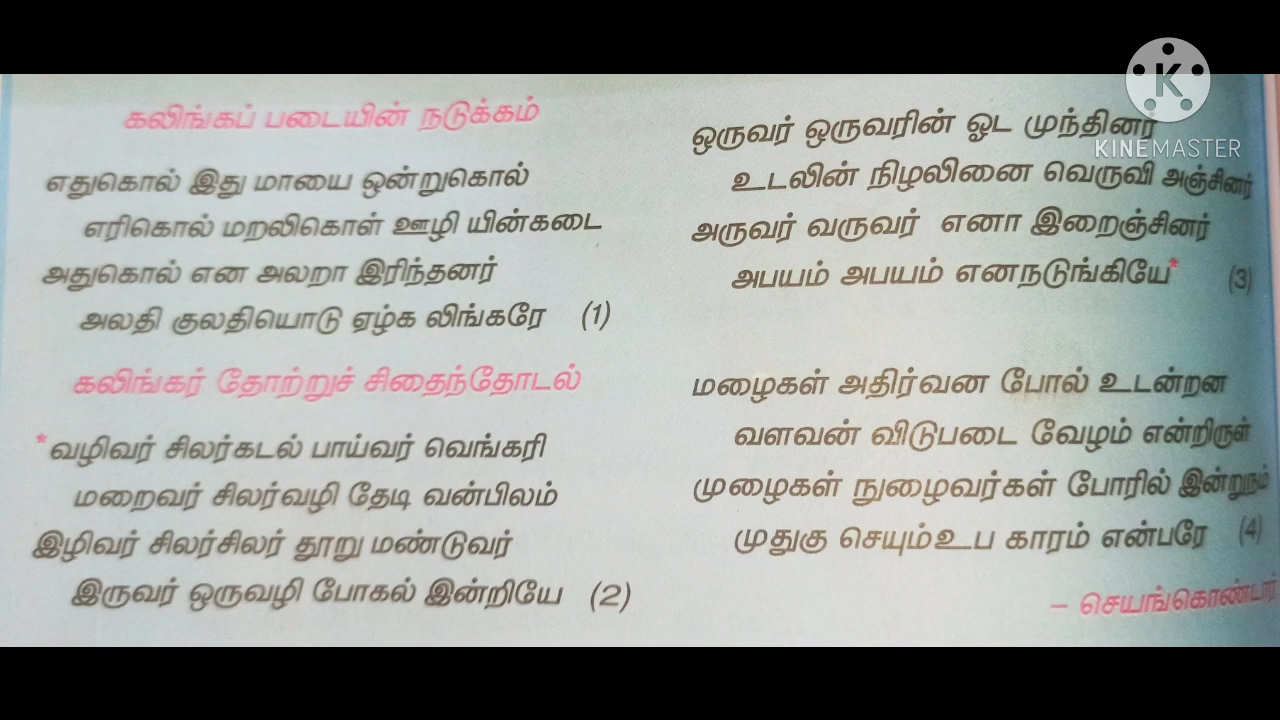 கலிங்கப் படையின் நடுக்கம்
எதுகொல் இது மாயை ஒன்றுகொல்
எரிகொல் மறலிகொள் ஊழி யின்கடை
அதுகொல் என அலறா இரிந்தனர்
அலதி குலதியொடு ஏழ்க லிங்கரே (1)
கலிங்கர் தோற்றுச் சிதைந்தோடல்
*வழிவர் சிலர்கடல் பாய்வர் வெங்கரி
மறைவர் சிலர்வழி தேடி வன்பிலம்
இழிவர் சிலர்சிலர் தூறு மண்டுவர்
இருவர் ஒருவழி போகல் இன்றியே (2)
ஒருவர் ஒருவரின் ஓட முந்தினர்
உடலின் நிழலினை வெருவி அஞ்சினர்
அருவர் வருவர் எனா இறைஞ்சினர்
அபயம் அபயம் எனநடுங்கியே* (3)
மழைகள் அதிர்வன போல் உடன்றன
வளவன் விடுபடை வேழம் என்றிருள்
முழைகள் நுழைவர்கள் போரில் இன்றுநம்
முதுகு செயும்உப காரம் என்பரே (4)
– செயங்கொண்டார்
KINEMASTER